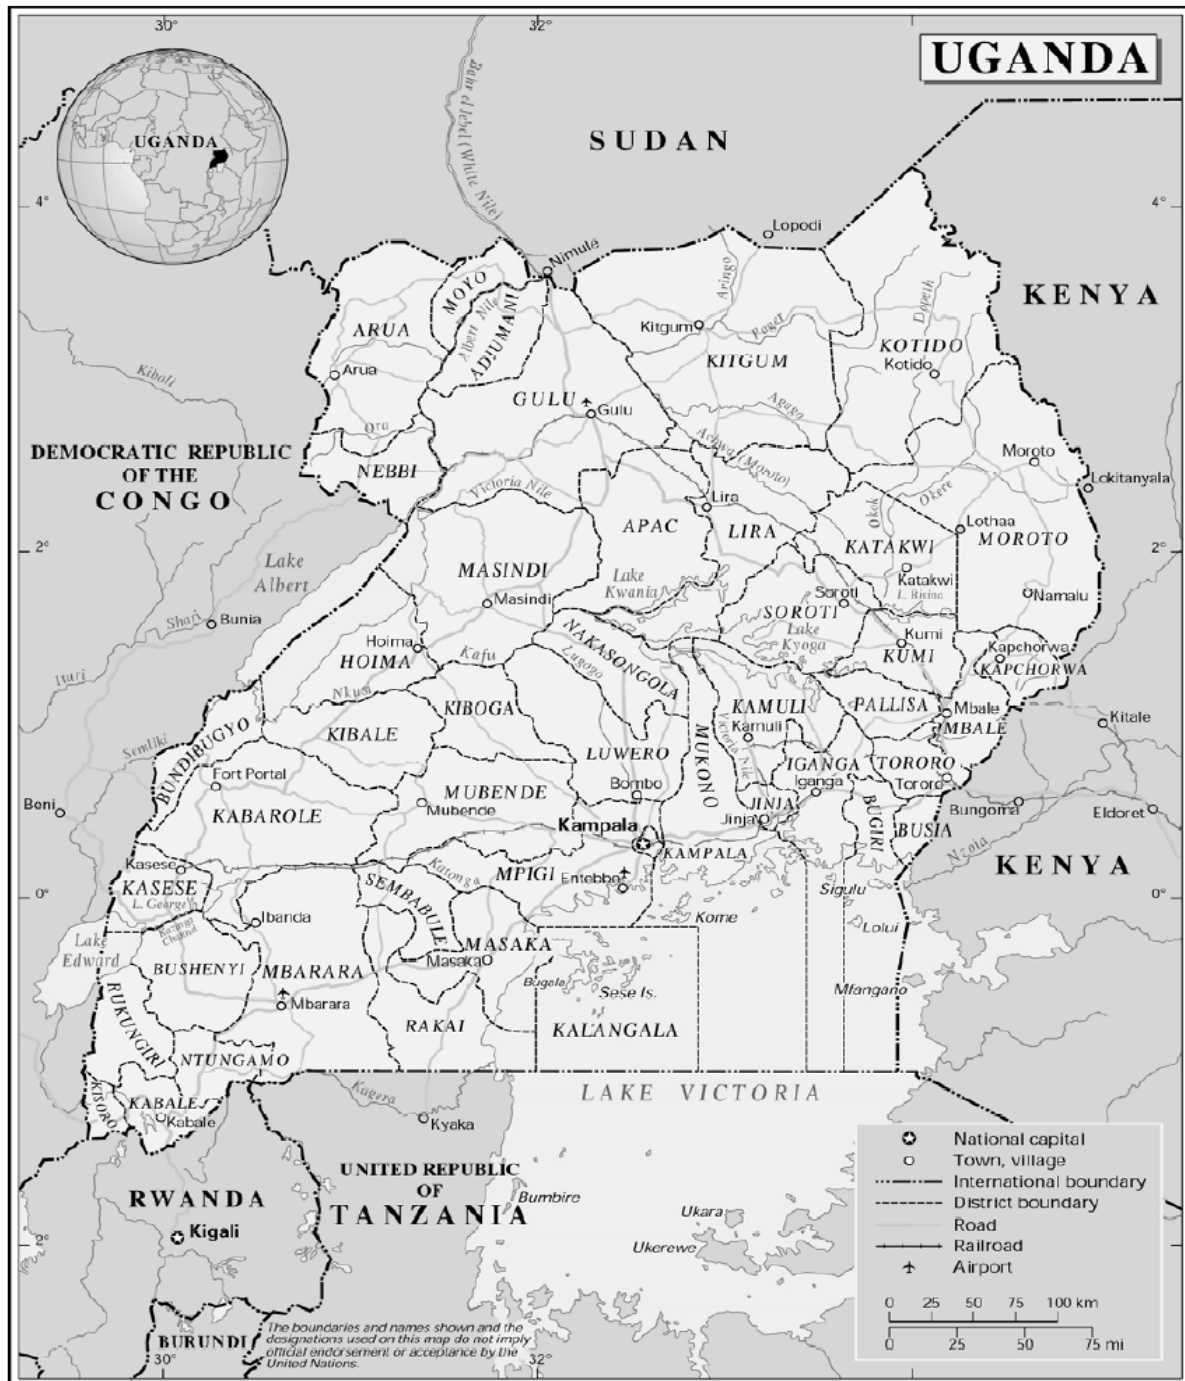 30°
32°
UGANDA
UGANDA
SUDAN
Bahr el Jebel (White Nile)
4°
4°
Lopodi
Nimule
KENYA
MOYO
ARUA
Albert Nile
ADJUMANI
Aringo
Kitgum
Pager
KITGUM
Dopeth
KOTIDO
Kotido
Arua
Kibali
GULU
Gulu
Agago
Ora
Achwa (Moroto)
DEMOCRATIC REPUBLIC
OF THE
CONGO
NEBBI
Moroto
Lokitanyala
Victoria Nile
Lira
APAC
LIRA
Okok
Okere
Lothaa
MOROTO
KATAKWI
2°
2°
Lake
Albert
MASINDI
Lake
Kwania
Katakwi
L. Bisina
Masindi
Soroti
SOROTI
Namalu
Shari
Bunia
Lake
Kyoga
Kumi
KUMI
Kapchorwa
KAPCHORWA
Hoima
HOIMA
Kafu
NAKASONGOLA
Lugogo
Ituri
Nkusi
KIBOGA
KAMULI
Kamuli
PALLISA
Mbale
MBALE
Kitale
KIBALE
BUNDIBUGYO
Semliki
LUWERO
MUKONO
Victoria Nile
IGANGA
Iganga
TORORO
Tororo
Fort Portal
Bombo
Beni
KABAROLE
MUBENDE
Mubende
JINJA
Jinja
BUGIRI
BUSIA
Bungoma
Eldoret
Kampala
KAMPALA
Nzoia
KENYA
Kasese
KASESE
L. George
Katonga
MPIGI
Entebbe
SEMBABULE
Sigulu
0°
0°
Ibanda
Kazinga
Channel
Kome
Lolui
Lake
Edward
BUSHENYI
MBARARA
MASAKA
Masaka
Bugala
Sese Is.
Mfangano
Mbarara
RUKUNGIRI
RAKAI
KALANGALA
NTUNGAMO
KISORO
KABALE
Kabale
Kagera
Kyaka
LAKE VICTORIA
National capital
Town, village
International boundary
District boundary
Road
Railroad
Airport
0 25 50 75 100 km
0 25 50 75 mi
RWANDA
Kigali
UNITED REPUBLIC
OF
TANZANIA
Bumbire
Ukara
Ukerewe
2°
BURUNDI
The boundaries and names shown and the
designations used on this map do not imply
official endorsement or acceptance by the
United Nations.
30°
32°